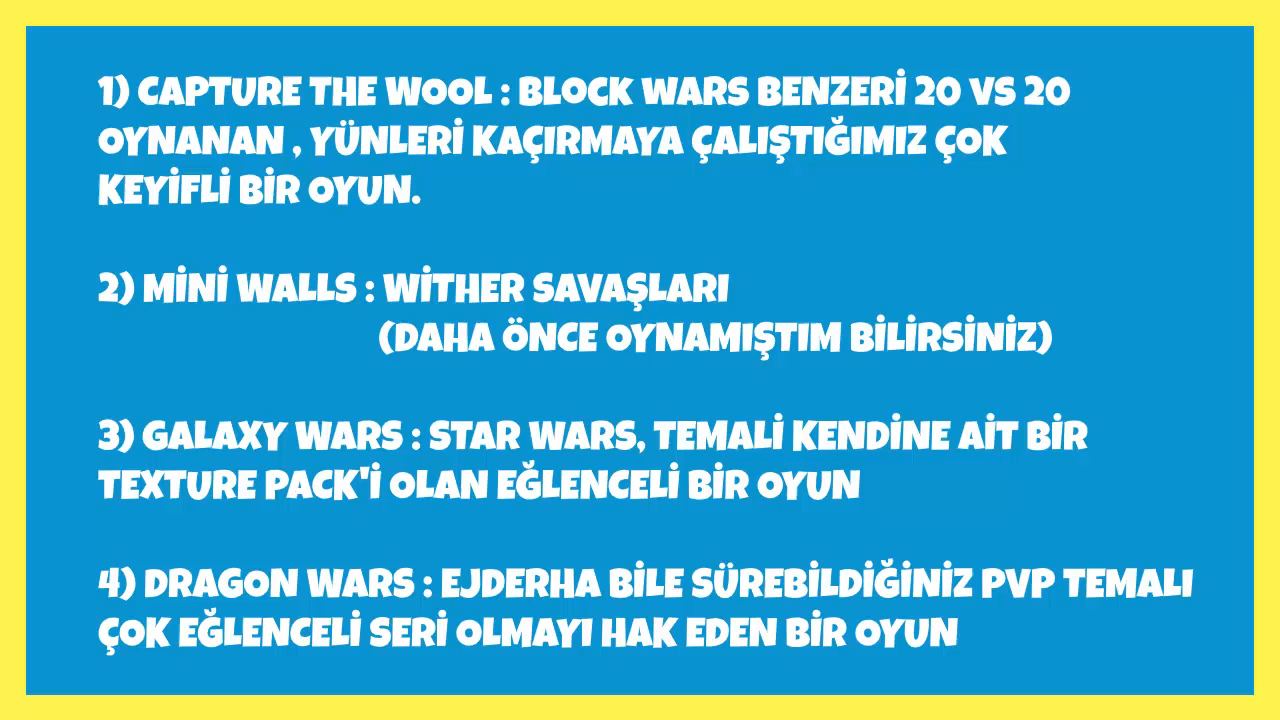 1) CAPTURE THE WOOL : BLOCK WARS BENZERİ 20 VS 20
OYNANAN , YÜNLERİ KAÇIRMAYA ÇALIŞTIĞIMIZ ÇOK
KEYİFLİ BİR OYUN.
2) MİNİ WALLS : WİTHER SAVAŞLARI
(DAHA ÖNCE OYNAMIŞTIM BİLİRSİNİZ)
3) GALAXY WARS : STAR WARS, TEMALİ KENDİNE AİT BİR
TEXTURE PACK'İ OLAN EĞLENCELİ BİR OYUN
4) DRAGON WARS : EJDERHA BİLE SÜREBİLDİĞİNİZ PVP TEMALI
ÇOK EĞLENCELİ SERİ OLMAYI HAK EDEN BİR OYUN